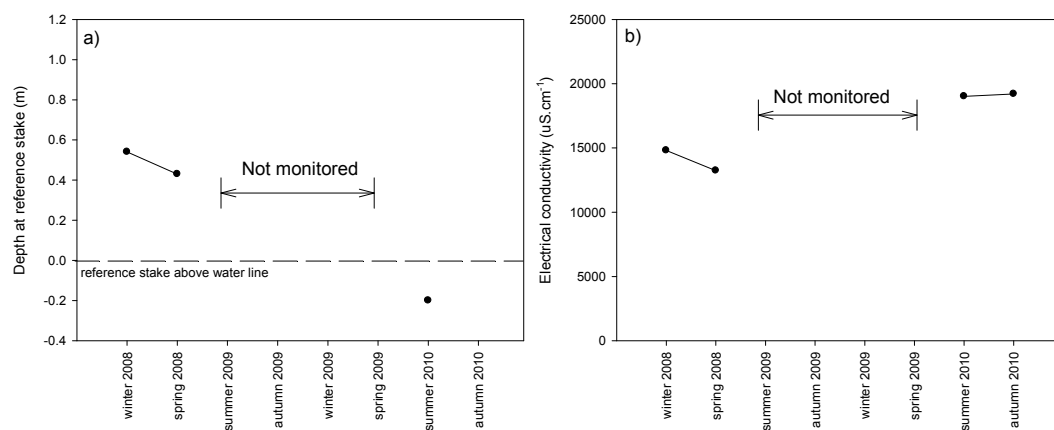 a)
Depth at reference stake (m)
1.2
1.0
0.8
0.6
0.4
0.2
0.0
-0.2
-0.4
Not monitored
reference stake above water line
winter 2008
spring 2008
summer 2009
autumn 2009
winter 2009
spring 2009
summer 2010
autumn 2010
b)
Electrical conductivity (uS.cm⁻¹)
25000
20000
15000
10000
5000
0
Not monitored
winter 2008
spring 2008
summer 2009
autumn 2009
winter 2009
spring 2009
summer 2010
autumn 2010